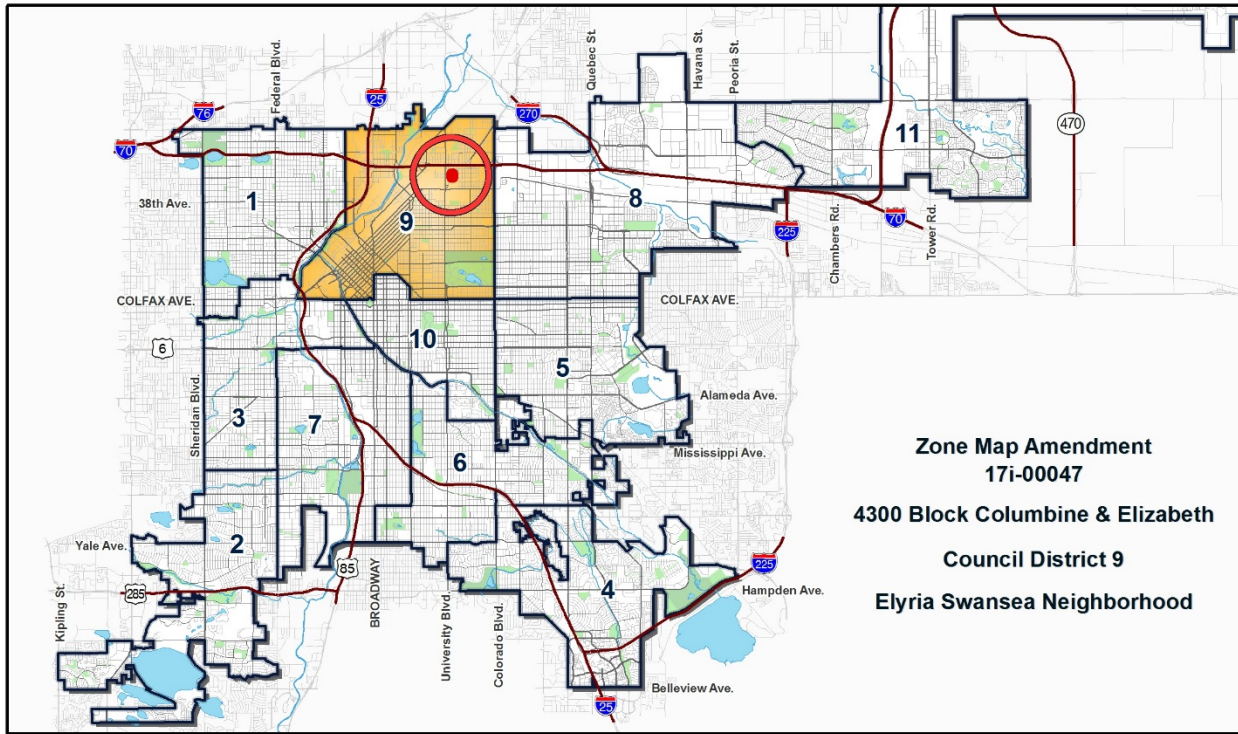 Federal Blvd.
Quebec St.
Havana St.
Peoria St.
25
76
270
470
70
11
1
38th Ave.
9
8
225
Chambers Rd.
70
Tower Rd.
COLFAX AVE.
COLFAX AVE.
6
10
5
Sheridan Blvd.
3
7
Alameda Ave.
Mississippi Ave.
6
Zone Map Amendment
17i-00047
4300 Block Columbine & Elizabeth
Council District 9
Elyria Swansea Neighborhood
Yale Ave.
2
85
BROADWAY
University Blvd.
Colorado Blvd.
4
225
Hampden Ave.
285
Kipling St.
Belleview Ave.
25